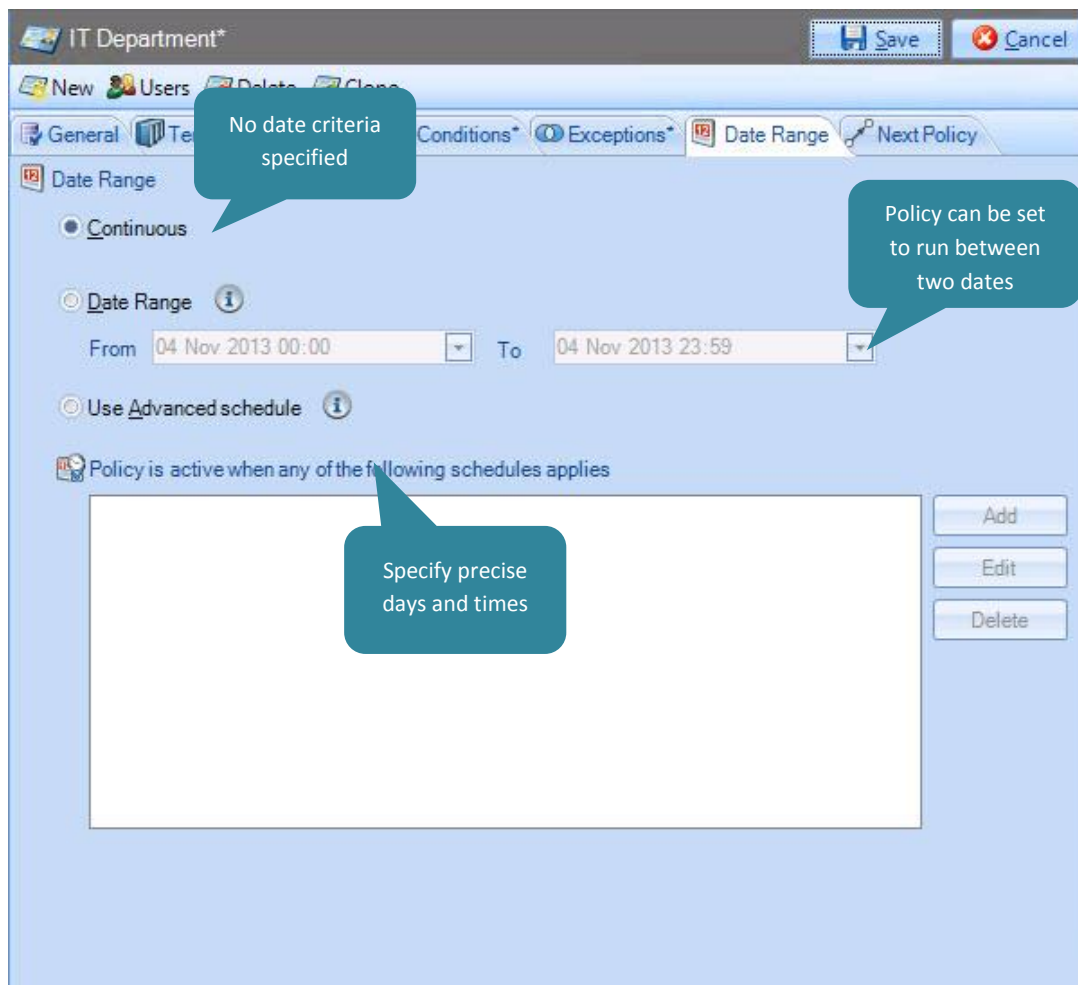 IT Department*
Save
Cancel
New Users Delete Clone
General
Conditions* Exceptions* Date Range Next Policy
No date criteria
specified
Date Range
Continuous
Policy can be set
to run between
two dates
Date Range
From 04 Nov 2013 00:00 To 04 Nov 2013 23:59
Use Advanced schedule
Policy is active when any of the following schedules applies
Specify precise
days and times
Add
Edit
Delete